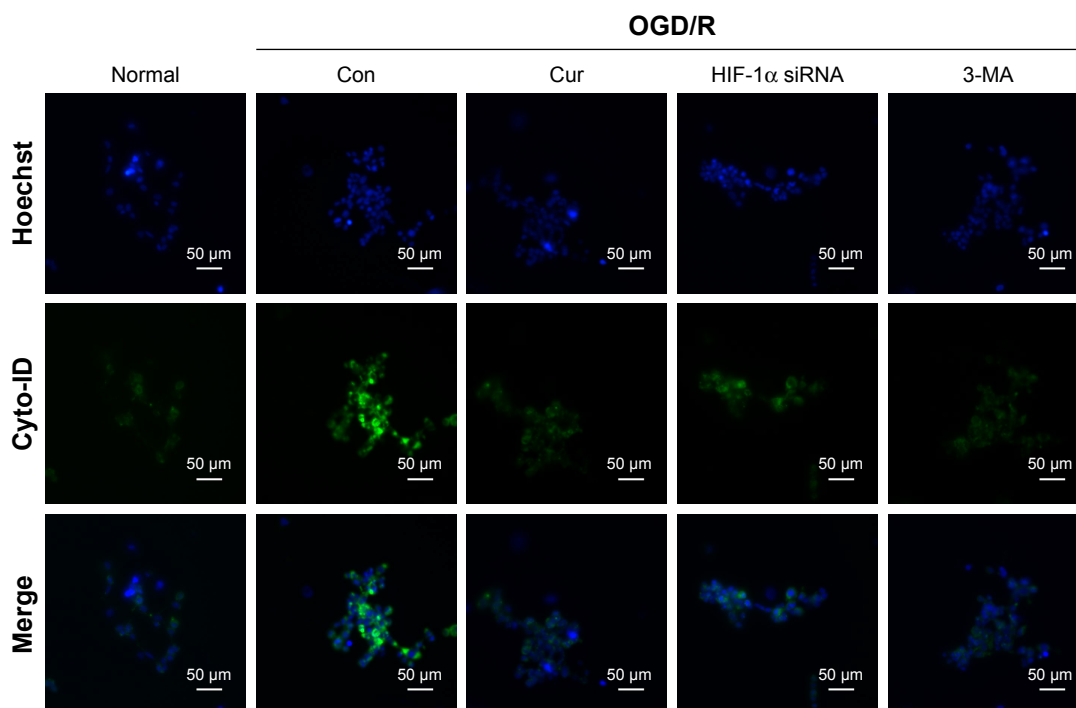 OGD/R
Normal Con Cur HIF-1α siRNA 3-MA
Hoechst
50 µm 50 µm 50 µm 50 µm 50 µm
Cyto-ID
50 µm 50 µm 50 µm 50 µm 50 µm
Merge
50 µm 50 µm 50 µm 50 µm 50 µm